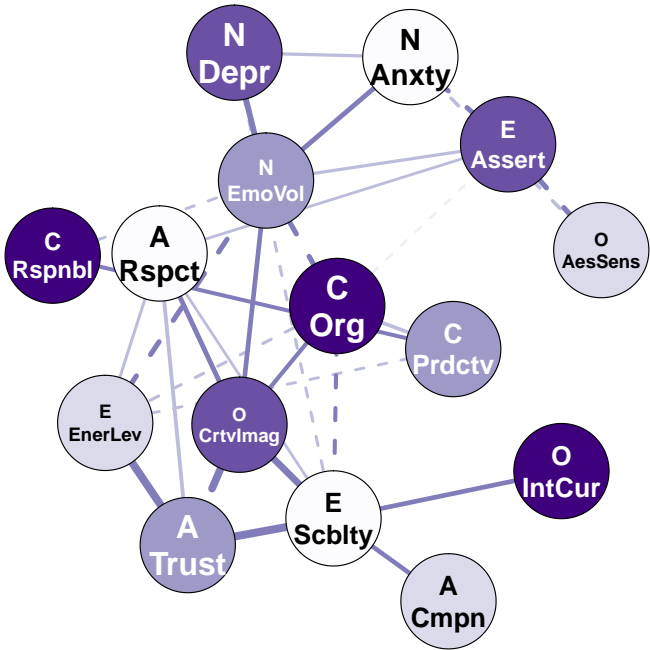 N
Depr
N
Anxty
E
Assert
N
EmoVol
O
AesSens
C
Rspnbl
A
Rspct
C
Org
C
Prdctv
E
EnerLev
O
CrtvImag
O
IntCur
E
Scblty
A
Trust
A
Cmpn